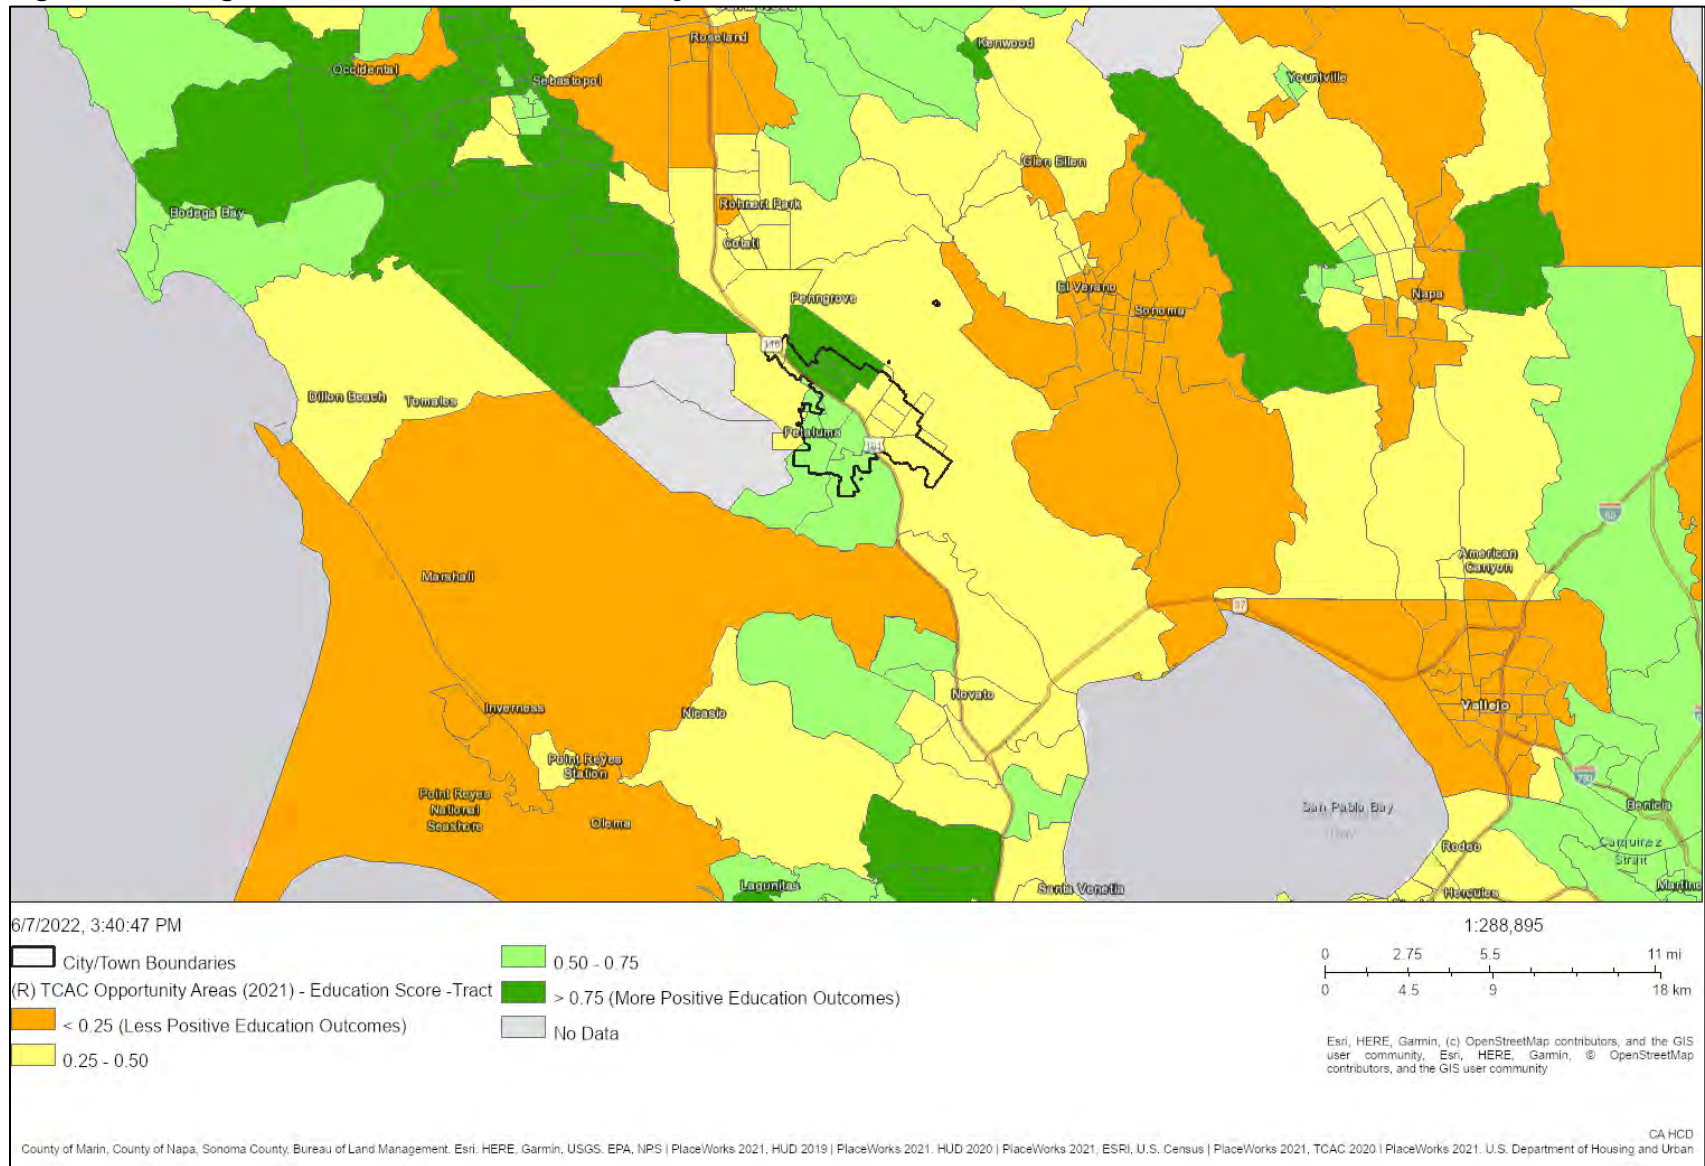 Roseland
Kenwood
Occidental
Sebastopol
Yountville
Glen Ellen
Bodega Bay
Rohnert Park
Cotati
El Verano
Napa
Penngrove
Sonoma
116
Dillon Beach
Tomales
Petaluma
101
80
American
Canyon
Marshall
37
Inverness
Nicasio
Novato
Vallejo
Point Reyes
Station
780
Point Reyes
National
Seashore
Olema
San Pablo Bay
Benicia
Rodeo
Carquinez
Strait
Lagunitas
Santa Venetia
Hercules
Martine
6/7/2022, 3:40:47 PM
1:288,895
City/Town Boundaries
(R) TCAC Opportunity Areas (2021) - Education Score -Tract
< 0.25 (Less Positive Education Outcomes)
0.25 - 0.50
0.50 - 0.75
> 0.75 (More Positive Education Outcomes)
No Data
0 2.75 5.5 11 mi
0 4.5 9 18 km
Esri, HERE, Garmin, (c) OpenStreetMap contributors, and the GIS
user community, Esri, HERE, Garmin, © OpenStreetMap
contributors, and the GIS user community
CA HCD
County of Marin, County of Napa, Sonoma County, Bureau of Land Management. Esri. HERE, Garmin, USGS. EPA, NPS | PlaceWorks 2021, HUD 2019 | PlaceWorks 2021. HUD 2020 | PlaceWorks 2021, ESRI, U.S. Census | PlaceWorks 2021, TCAC 2020 | PlaceWorks 2021. U.S. Department of Housing and Urban